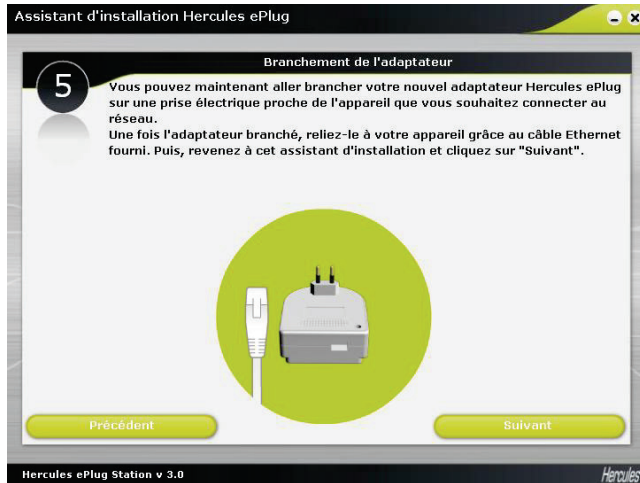 Assistant d'installation Hercules ePlug
Branchement de l'adaptateur
5
Vous pouvez maintenant aller brancher votre nouvel adaptateur Hercules ePlug
sur une prise électrique proche de l'appareil que vous souhaitez connecter au
réseau.
Une fois l'adaptateur branché, reliez-le à votre appareil grâce au câble Ethernet
fourni. Puis, revenez à cet assistant d'installation et cliquez sur "Suivant".
Précédent
Suivant
Hercules ePlug Station v 3.0
Hercules